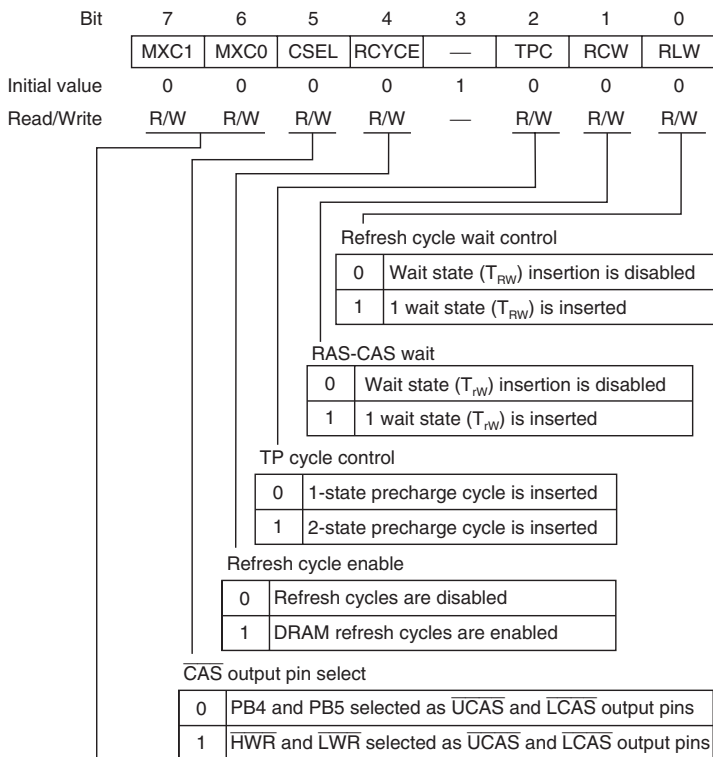 Bit 7 6 5 4 3 2 1 0
MXC1 MXC0 CSEL RCYCE — TPC RCW RLW
Initial value 0 0 0 0 1 0 0 0
Read/Write R/W R/W R/W R/W — R/W R/W R/W
Refresh cycle wait control
0 Wait state (TRW) insertion is disabled
1 1 wait state (TRW) is inserted
RAS-CAS wait
0 Wait state (TrW) insertion is disabled
1 1 wait state (TrW) is inserted
TP cycle control
0 1-state precharge cycle is inserted
1 2-state precharge cycle is inserted
Refresh cycle enable
0 Refresh cycles are disabled
1 DRAM refresh cycles are enabled
CAS output pin select
0 PB4 and PB5 selected as UCAS and LCAS output pins
1 HWR and LWR selected as UCAS and LCAS output pins